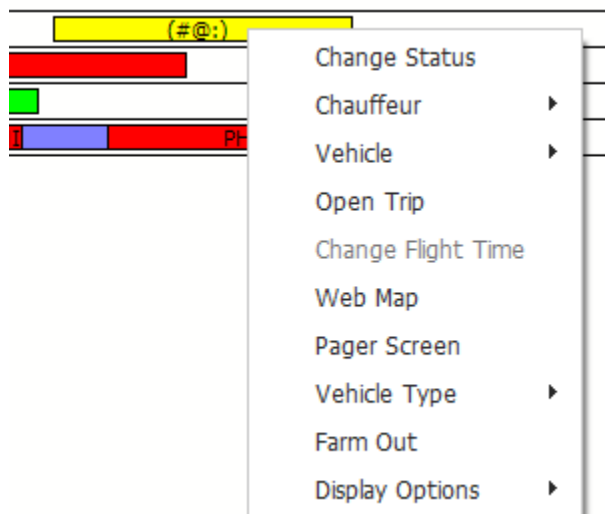 (#@:)
Change Status
Chauffeur
Vehicle
I PH
Open Trip
Change Flight Time
Web Map
Pager Screen
Vehicle Type
Farm Out
Display Options